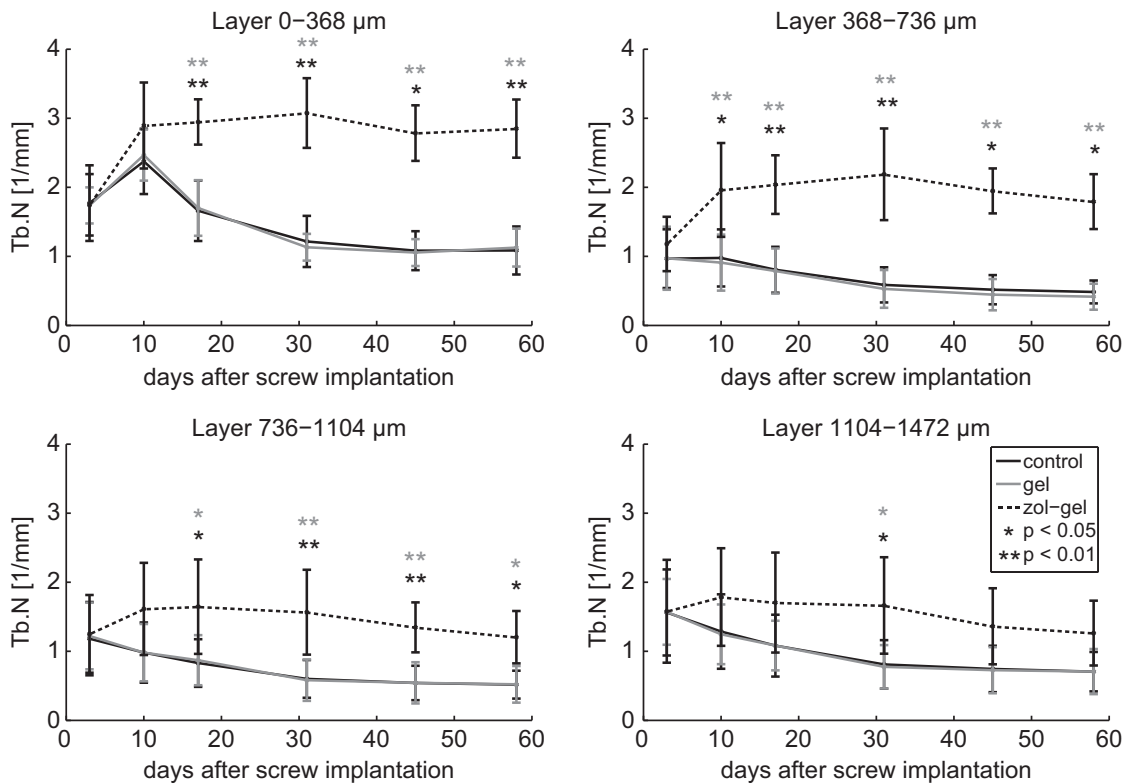 Layer 0−368 µm
Tb.N [1/mm]
4
3
2
1
0
** ** ** **
** ** * **
0 10 20 30 40 50 60
days after screw implantation
Layer 368−736 µm
Tb.N [1/mm]
4
3
2
1
0
** ** ** ** **
* ** ** * *
0 10 20 30 40 50 60
days after screw implantation
Layer 736−1104 µm
Tb.N [1/mm]
4
3
2
1
0
* ** ** *
* ** ** *
0 10 20 30 40 50 60
days after screw implantation
Layer 1104−1472 µm
Tb.N [1/mm]
4
3
2
1
0
*
*
control
gel
zol−gel
* p < 0.05
** p < 0.01
0 10 20 30 40 50 60
days after screw implantation